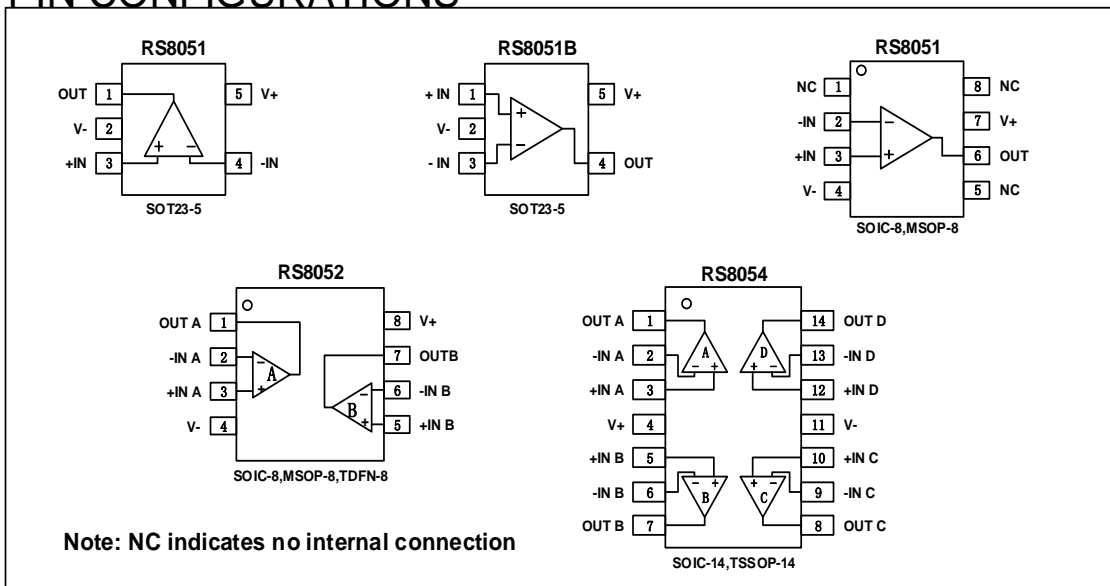 PIN CONFIGURATIONS
RS8051
OUT 1
V- 2
+IN 3
5 V+
4 -IN
+ -
SOT23-5
RS8051B
+ IN 1
V- 2
- IN 3
5 V+
4 OUT
+
-
SOT23-5
RS8051
NC 1
-IN 2
+IN 3
V- 4
8 NC
7 V+
6 OUT
5 NC
-
+
SOIC-8,MSOP-8
RS8052
OUT A 1
-IN A 2
+IN A 3
V- 4
8 V+
7 OUTB
6 -IN B
5 +IN B
- A +
- B +
SOIC-8,MSOP-8,TDFN-8
RS8054
OUT A 1
-IN A 2
+IN A 3
V+ 4
+IN B 5
-IN B 6
OUT B 7
14 OUT D
13 -IN D
12 +IN D
11 V-
10 +IN C
9 -IN C
8 OUT C
A
- +
D
+ -
- +
B
+ -
C
SOIC-14,TSSOP-14
Note: NC indicates no internal connection